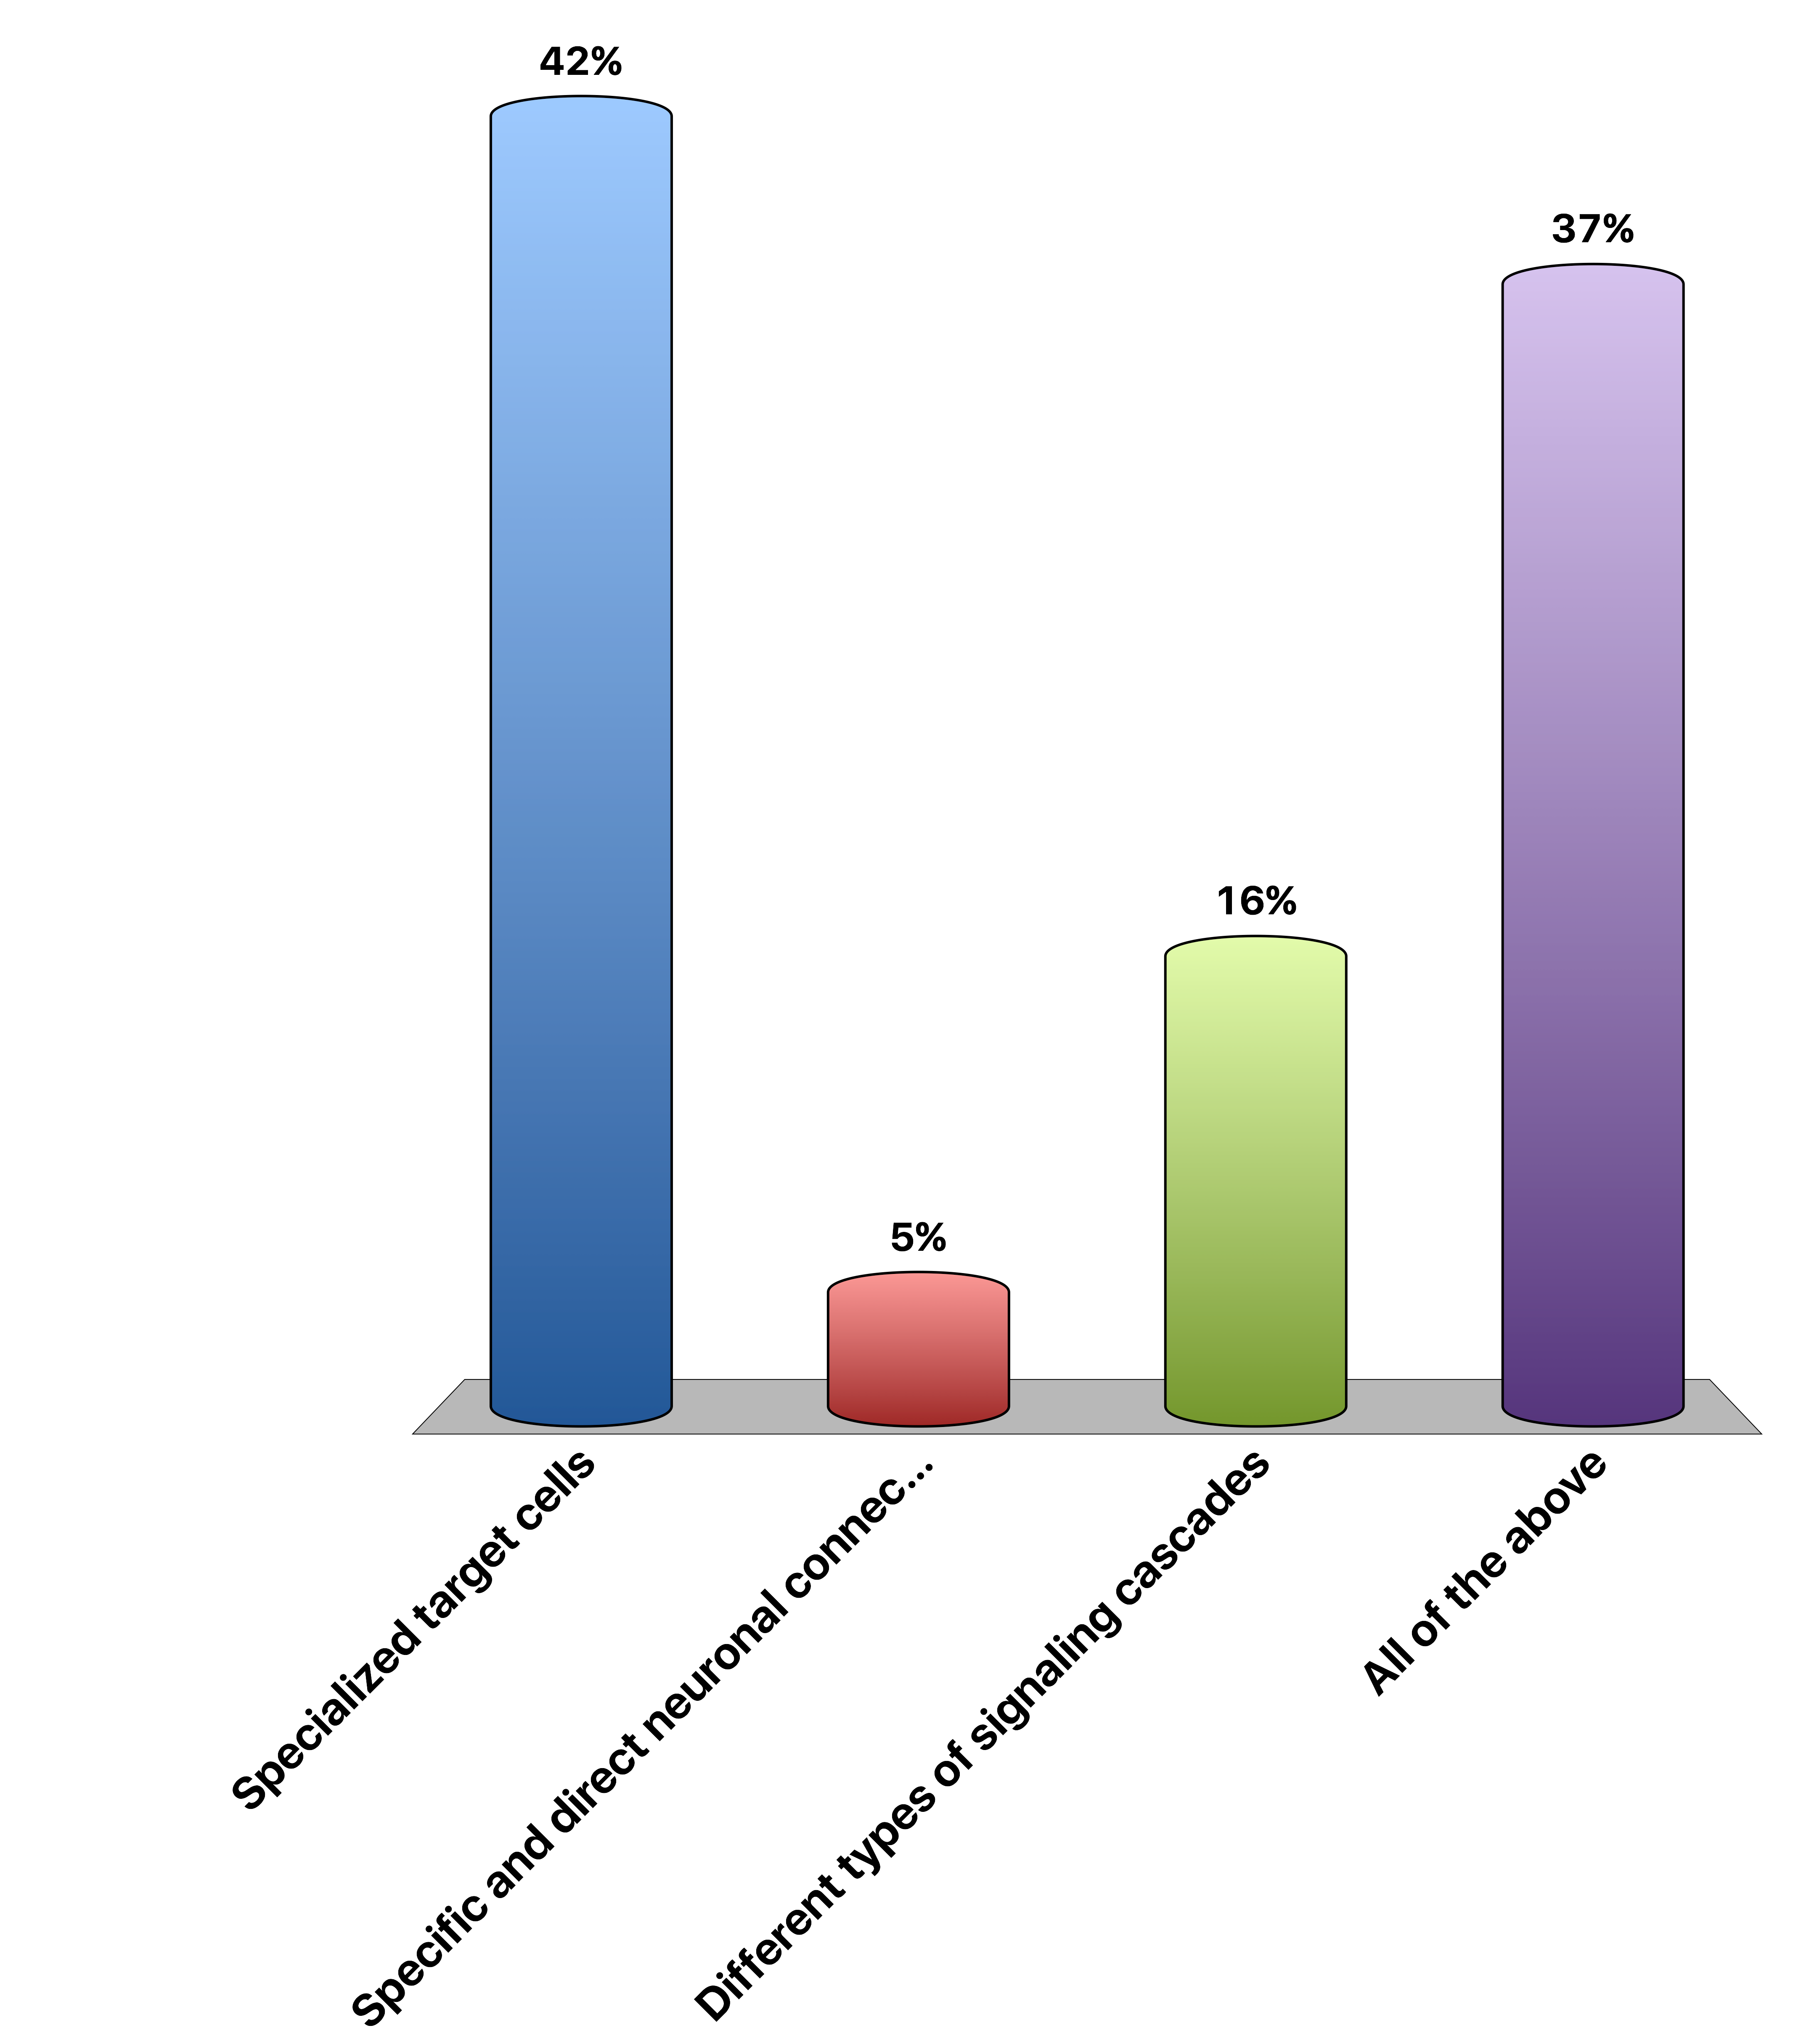 42%
37%
16%
5%
Specialized target cells
Specific and direct neuronal connec...
Different types of signaling cascades
All of the above